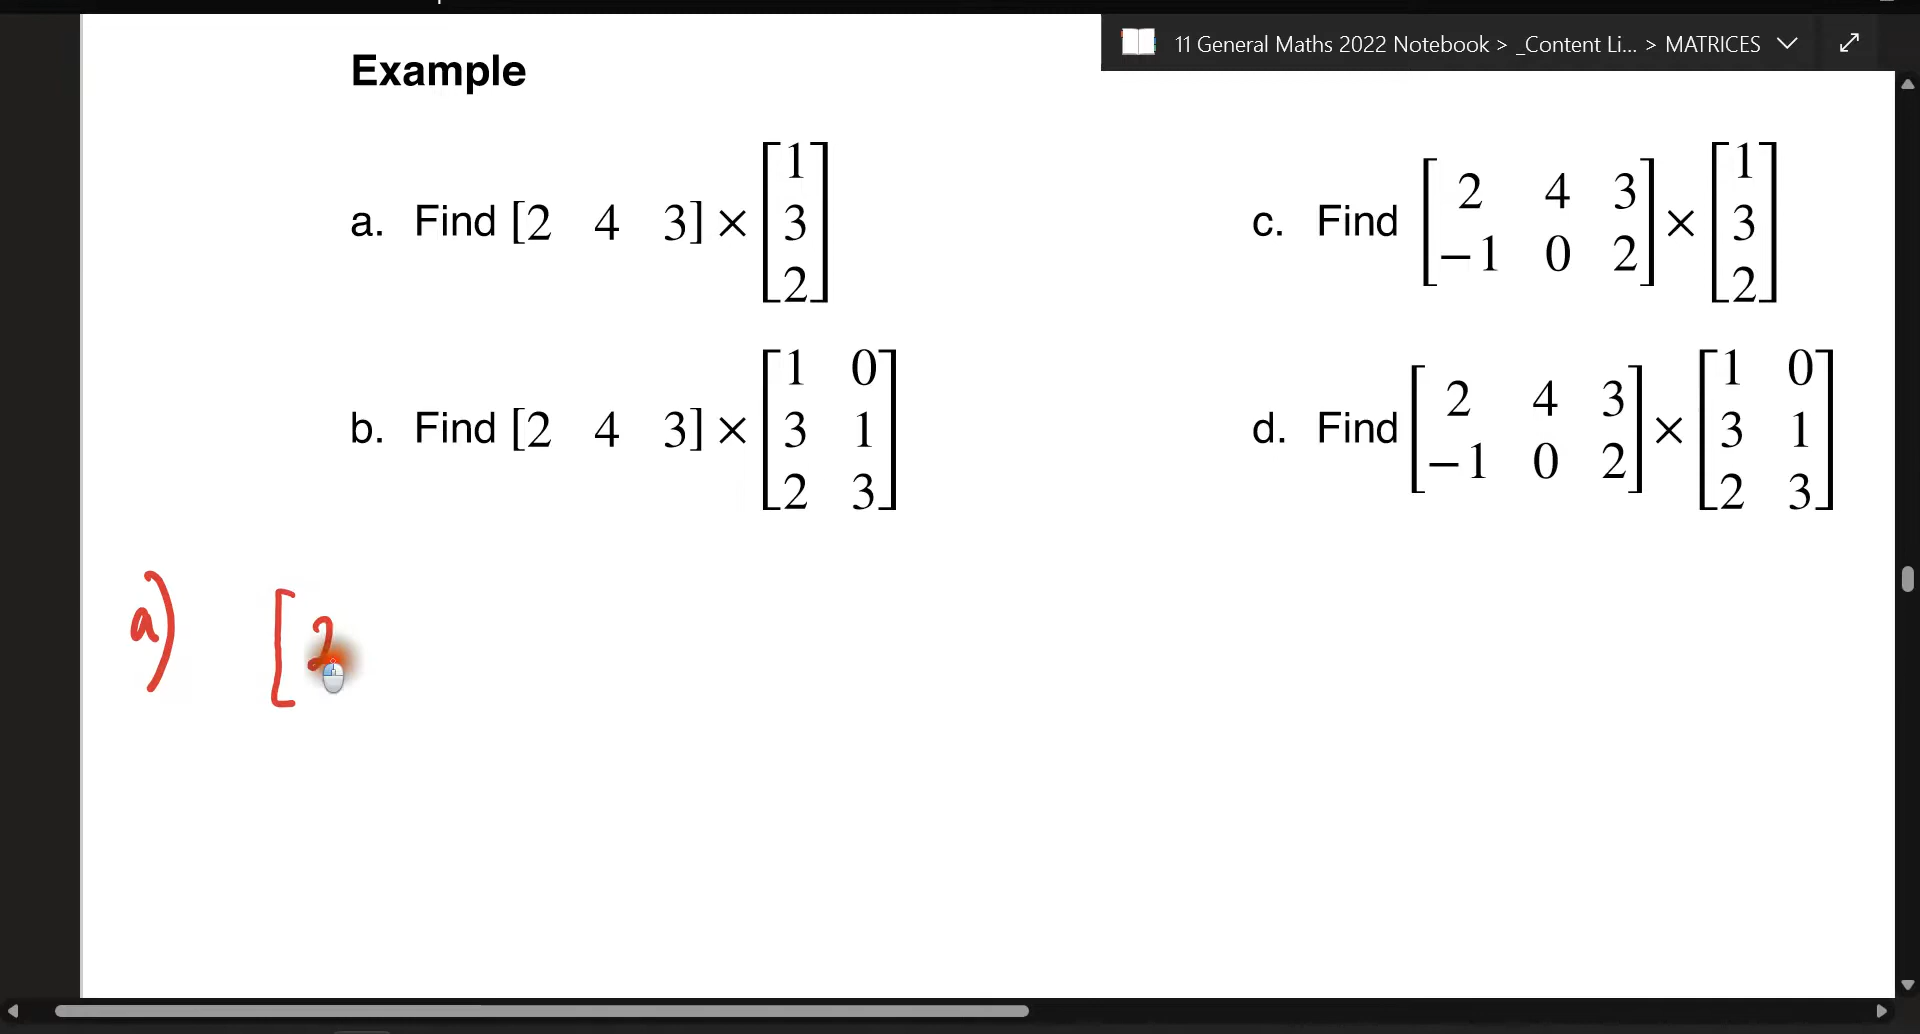 11 General Maths 2022 Notebook > _Content Li... > MATRICES
Example
a. Find [2 4 3] × [1
3
2]
b. Find [2 4 3] × [1 0
3 1
2 3]
c. Find [2 4 3
−1 0 2] × [1
3
2]
d. Find [2 4 3
−1 0 2] × [1 0
3 1
2 3]
a) [2